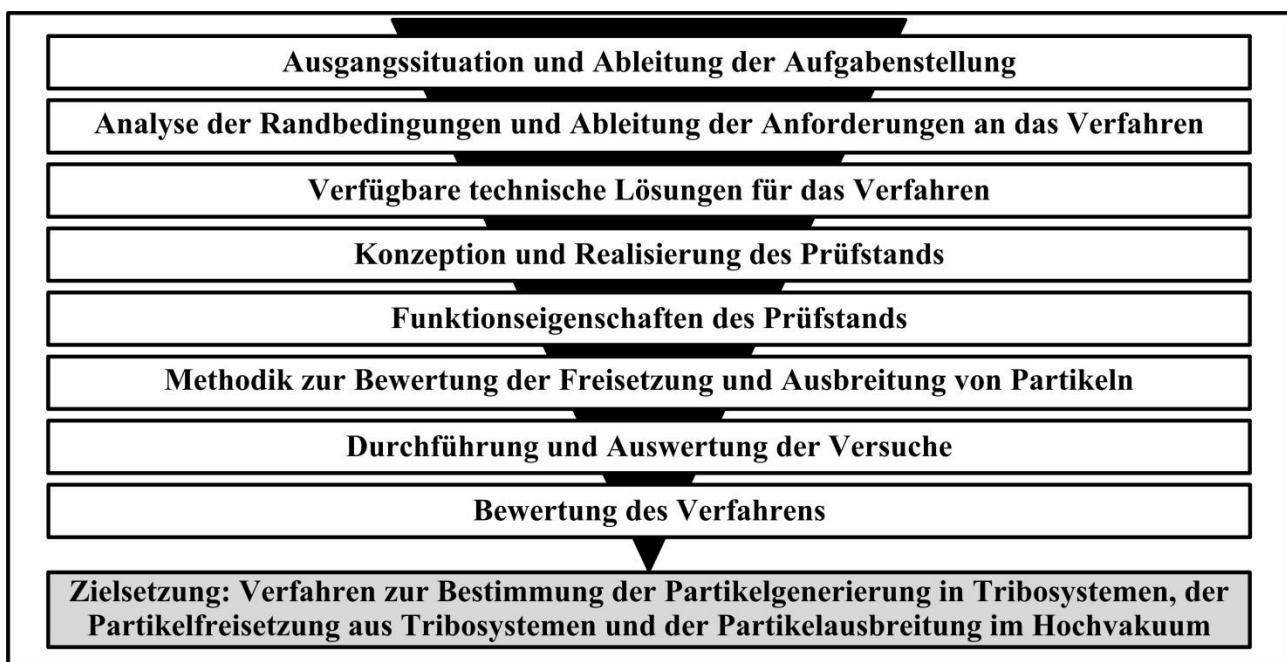 Ausgangssituation und Ableitung der Aufgabenstellung
Analyse der Randbedingungen und Ableitung der Anforderungen an das Verfahren
Verfügbare technische Lösungen für das Verfahren
Konzeption und Realisierung des Prüfstands
Funktionseigenschaften des Prüfstands
Methodik zur Bewertung der Freisetzung und Ausbreitung von Partikeln
Durchführung und Auswertung der Versuche
Bewertung des Verfahrens
Zielsetzung: Verfahren zur Bestimmung der Partikelgenerierung in Tribosystemen, der
Partikelfreisetzung aus Tribosystemen und der Partikelausbreitung im Hochvakuum